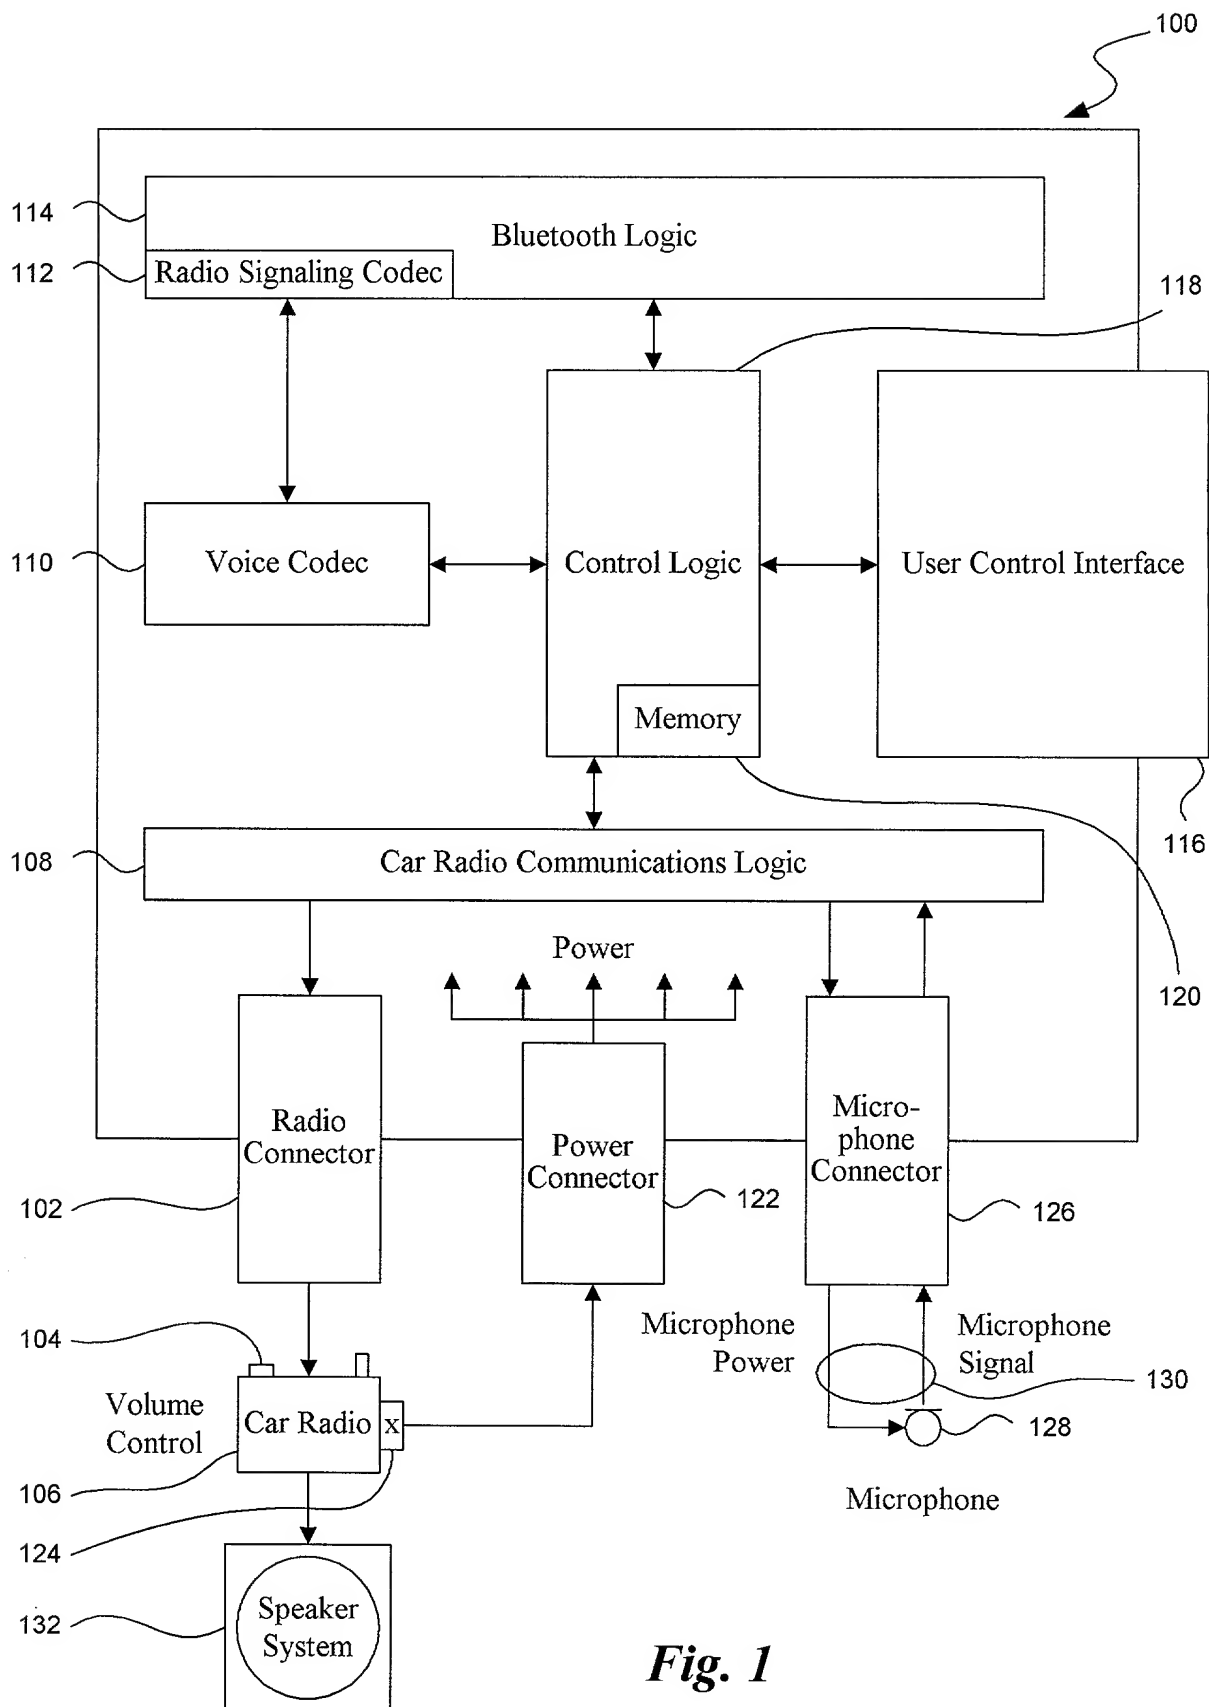 100
114
Bluetooth Logic
112
Radio Signaling Codec
118
110
Voice Codec
Control Logic
User Control Interface
Memory
116
108
Car Radio Communications Logic
Power
120
Radio
Connector
Micro-
phone
Connector
Power
Connector
102
122
126
104
Microphone
Power
Microphone
Signal
130
Volume
Control
Car Radio
x
128
106
Microphone
124
132
Speaker
System
Fig. 1